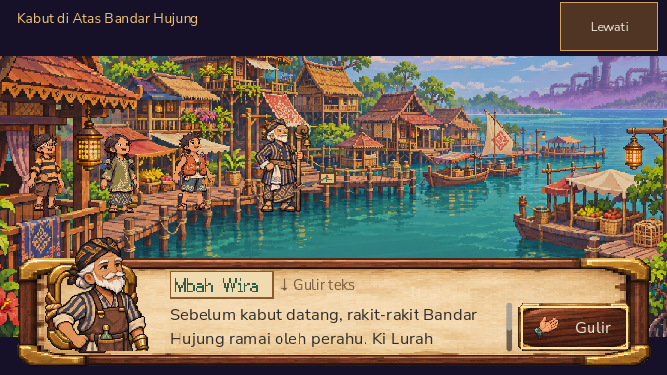 Kabut di Atas Bandar Hujung
Lewati
Mbah Wira
↓ Gulir teks
Sebelum kabut datang, rakit-rakit Bandar
Hujung ramai oleh perahu. Ki Lurah
Gulir